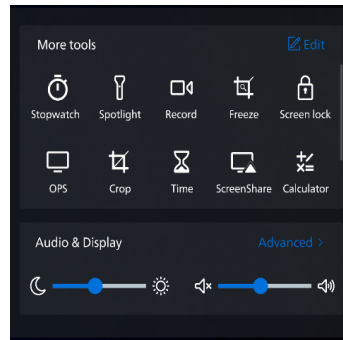 More tools
Edit
Stopwatch Spotlight Record Freeze Screen lock
OPS Crop Time ScreenShare Calculator
Audio & Display
Advanced >